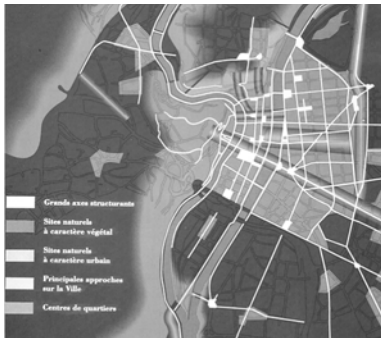 Grands axes structurants
Sites naturels
à caractère végétal
Sites naturels
à caractère urbain
Principales approches
sur la Ville
Centres de quartiers